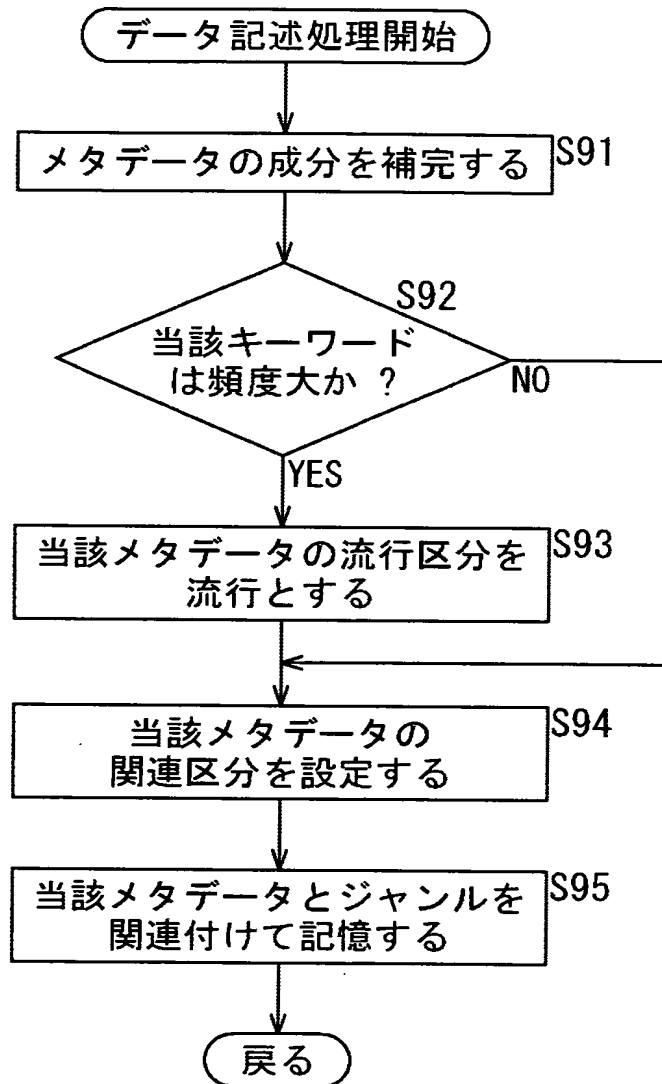 データ記述処理開始
メタデータの成分を補完する
S91
S92
当該キーワード
は頻度大か ?
NO
YES
当該メタデータの流行区分を
流行とする
S93
当該メタデータの
関連区分を設定する
S94
当該メタデータとジャンルを
関連付けて記憶する
S95
戻る